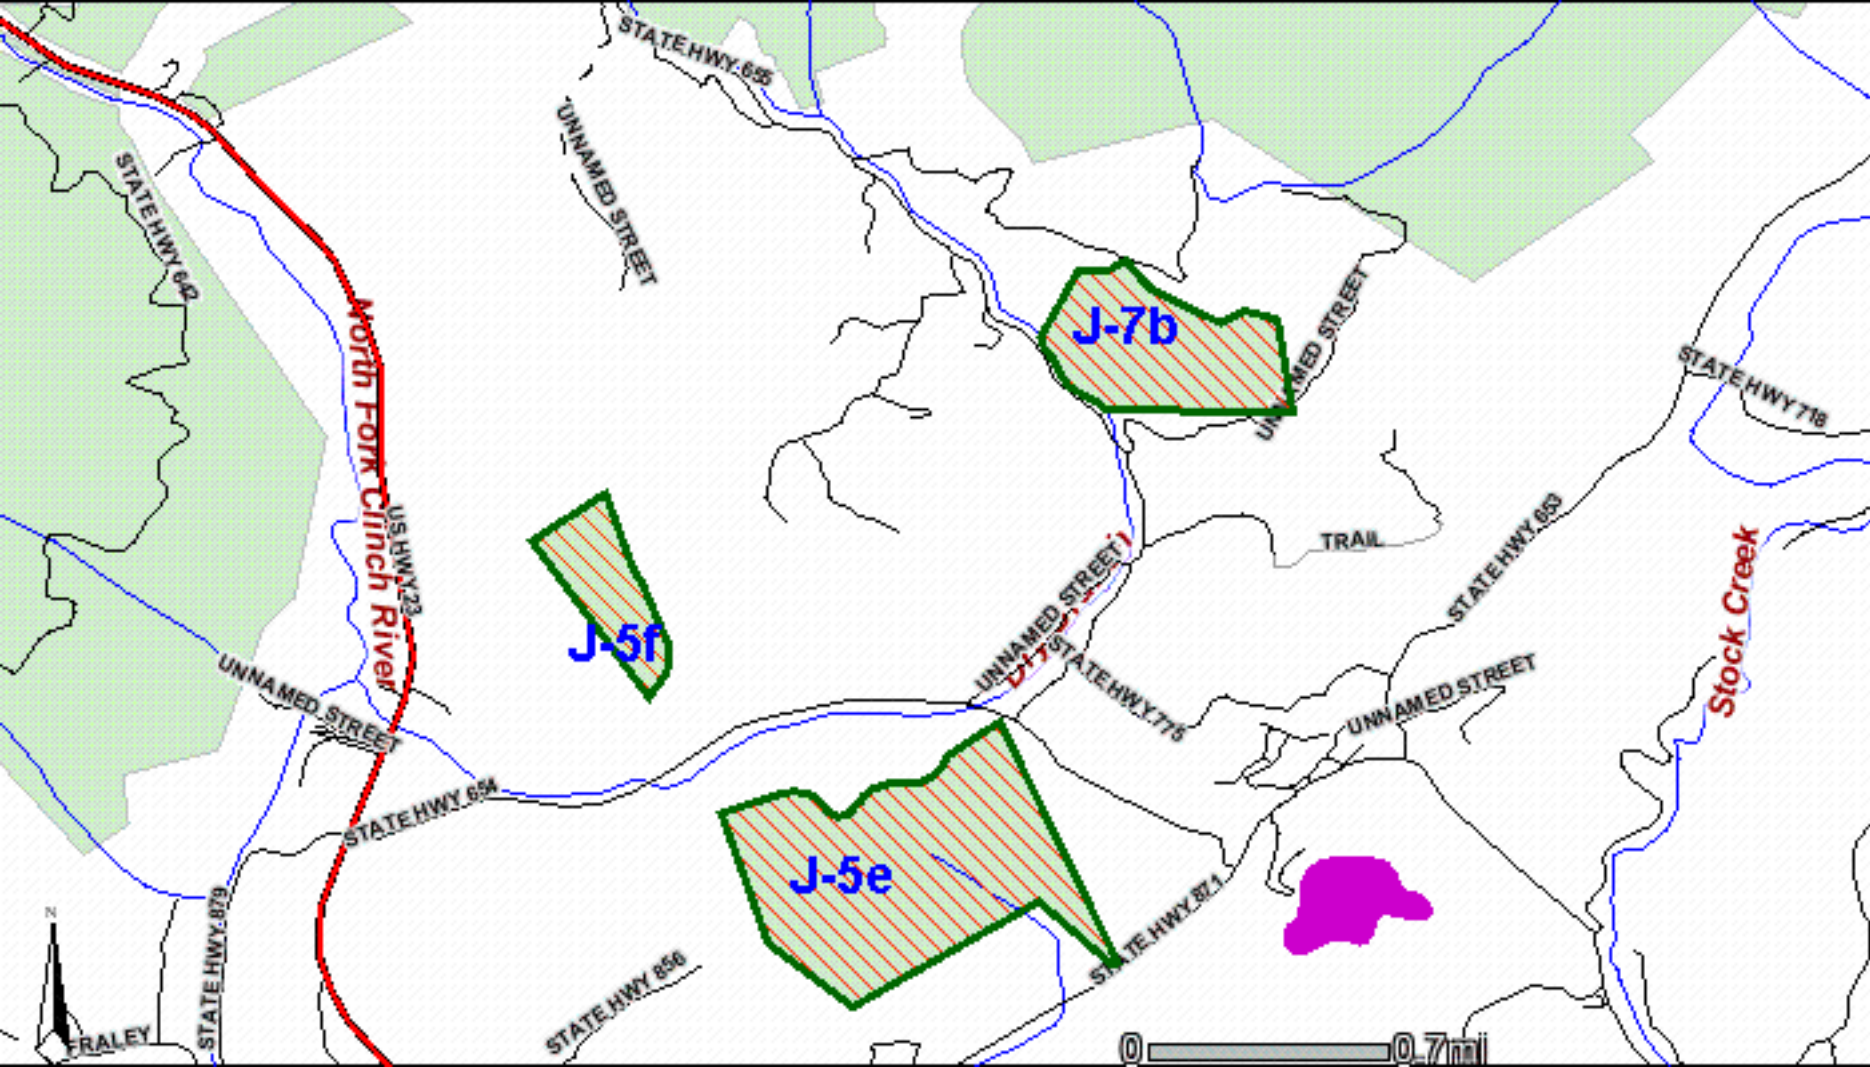 STATE HWY 655
UNNAMED STREET
STATE HWY 642
North Fork Clinch River
J-7b
UNNAMED STREET
STATE HWY 718
US HWY 23
STATE HWY 653
TRAIL
Stock Creek
UNNAMED STREET
J-5f
STATE HWY 775
UNNAMED STREET
UNNAMED STREET
STATE HWY 654
J-5e
STATE HWY 871
STATE HWY 879
STATE HWY 856
N
FRALEY
0 0.7mi